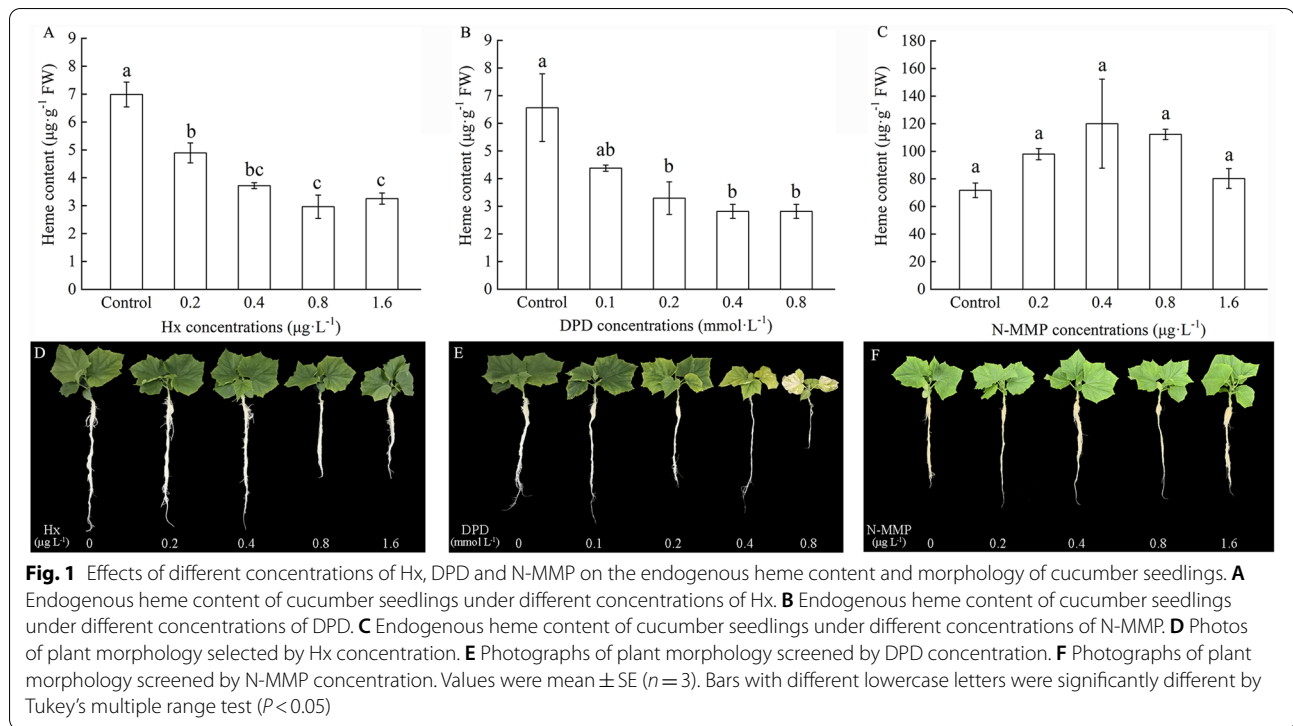 A
9
8
7
6
5
4
3
2
1
0
Heme content (µg·g⁻¹ FW)
a
b
bc
c
c
Control 0.2 0.4 0.8 1.6
Hx concentrations (µg·L⁻¹)
B
9
8
7
6
5
4
3
2
1
0
Heme content (µg·g⁻¹ FW)
a
ab
b
b
b
Control 0.1 0.2 0.4 0.8
DPD concentrations (mmol·L⁻¹)
C
180
160
140
120
100
80
60
40
20
0
Heme content (µg·g⁻¹ FW)
a
a
a
a
a
Control 0.2 0.4 0.8 1.6
N-MMP concentrations (µg·L⁻¹)
D
Hx
(µg L⁻¹) 0 0.2 0.4 0.8 1.6
E
DPD
(mmol L⁻¹) 0 0.1 0.2 0.4 0.8
F
N-MMP
(µg L⁻¹) 0 0.2 0.4 0.8 1.6
Fig. 1 Effects of different concentrations of Hx, DPD and N-MMP on the endogenous heme content and morphology of cucumber seedlings. A
Endogenous heme content of cucumber seedlings under different concentrations of Hx. B Endogenous heme content of cucumber seedlings
under different concentrations of DPD. C Endogenous heme content of cucumber seedlings under different concentrations of N-MMP. D Photos
of plant morphology selected by Hx concentration. E Photographs of plant morphology screened by DPD concentration. F Photographs of plant
morphology screened by N-MMP concentration. Values were mean ± SE (n = 3). Bars with different lowercase letters were significantly different by
Tukey's multiple range test (P < 0.05)